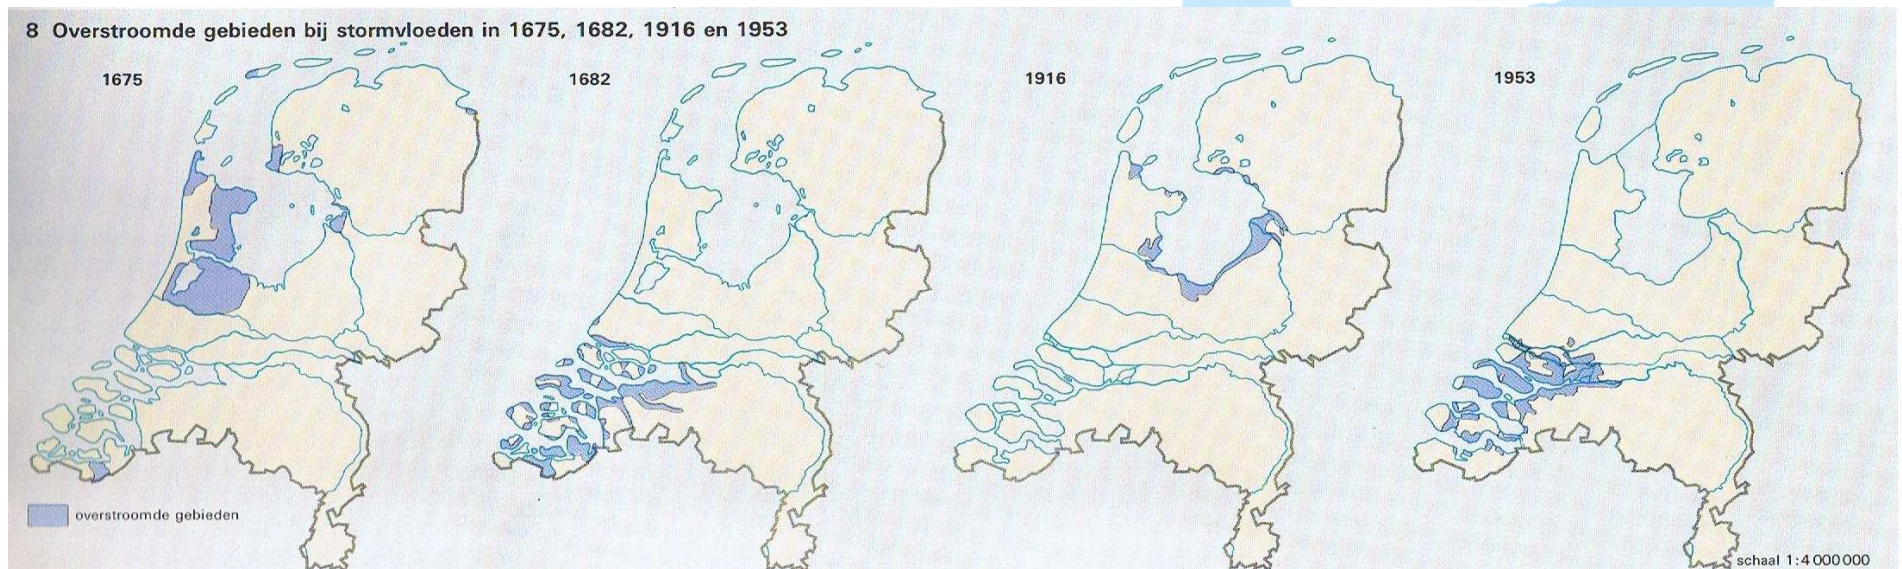 8 Overstroomde gebieden bij stormvloeden in 1675, 1682, 1916 en 1953
1675
1682
1916
1953
overstroomde gebieden
schaal 1:4 000 000